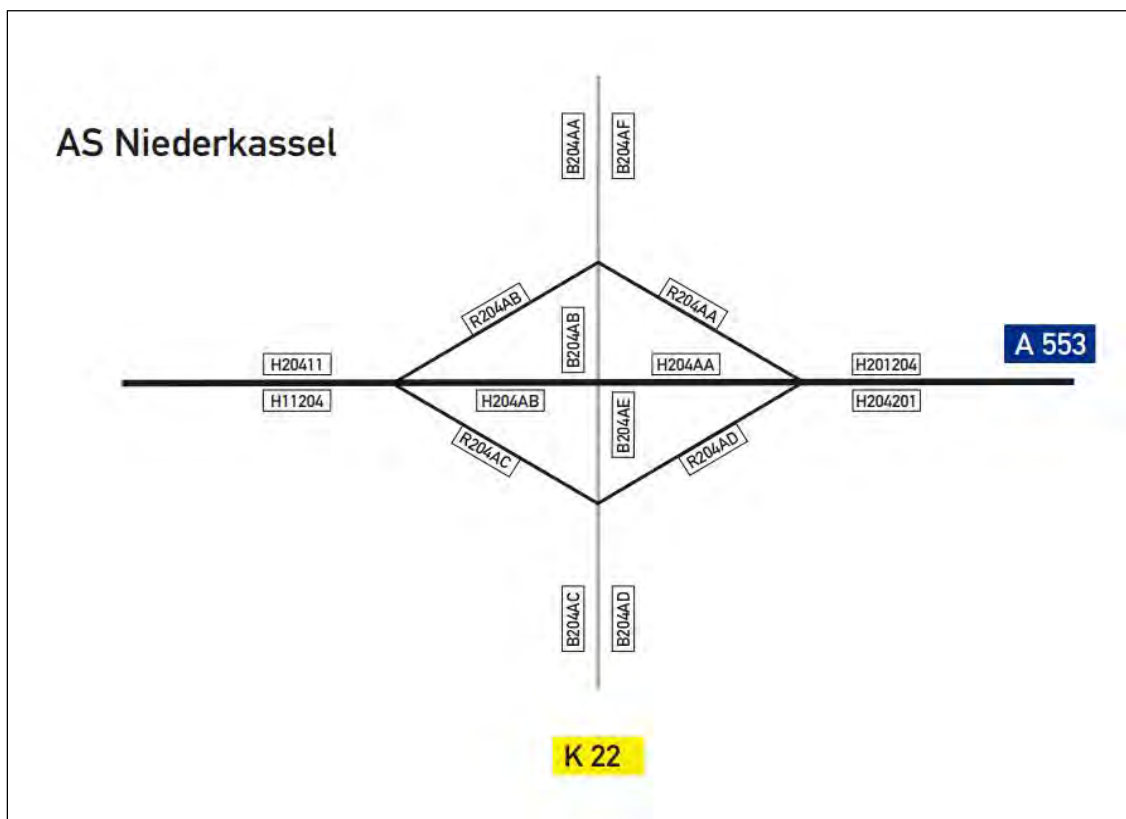 AS Niederkassel
B204AA
B204AF
R204AB
R204AA
B204AB
H20411
H204AA
H201204
A 553
H11204
H204AB
B204AE
H204201
R204AC
R204AD
B204AC
B204AD
K 22